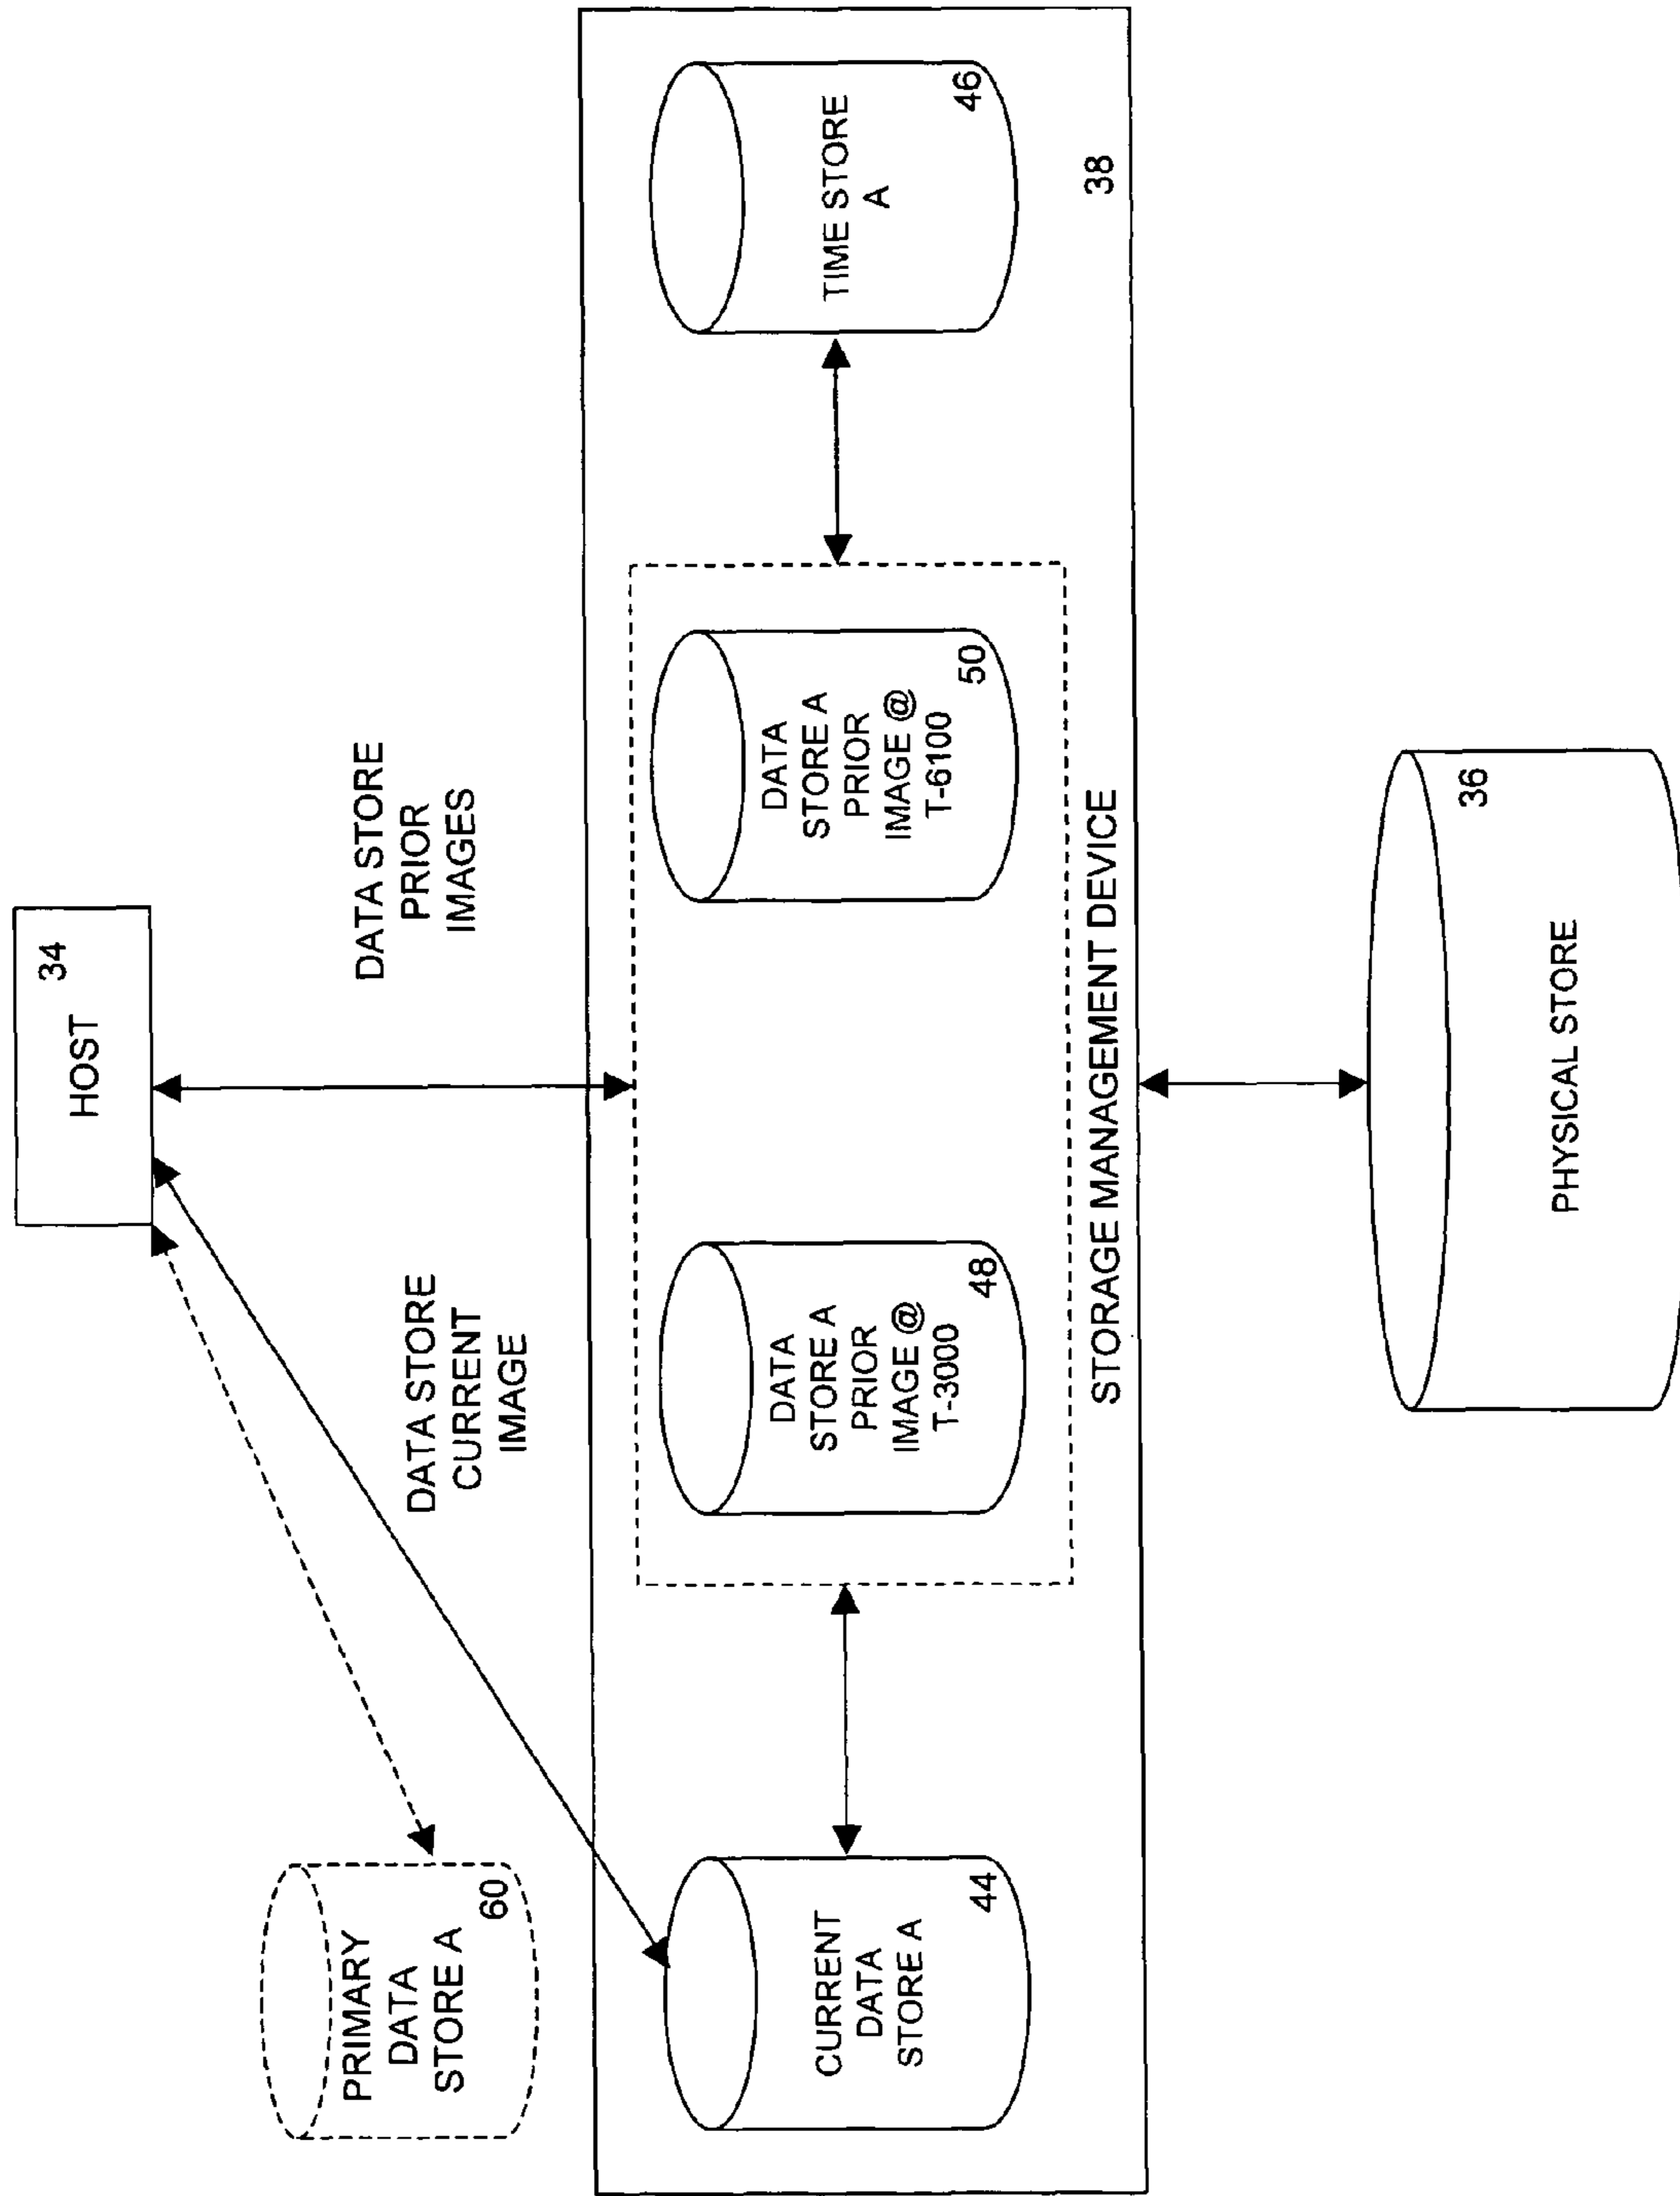 HOST
34
DATA STORE
PRIOR
IMAGES
DATA STORE
CURRENT
IMAGE
PRIMARY
DATA
STORE A
60
CURRENT
DATA
STORE A
44
DATA
STORE A
PRIOR
IMAGE @
T-3000
48
DATA
STORE A
PRIOR
IMAGE @
T-6100
50
TIME STORE
A
46
STORAGE MANAGEMENT DEVICE
38
36
PHYSICAL STORE